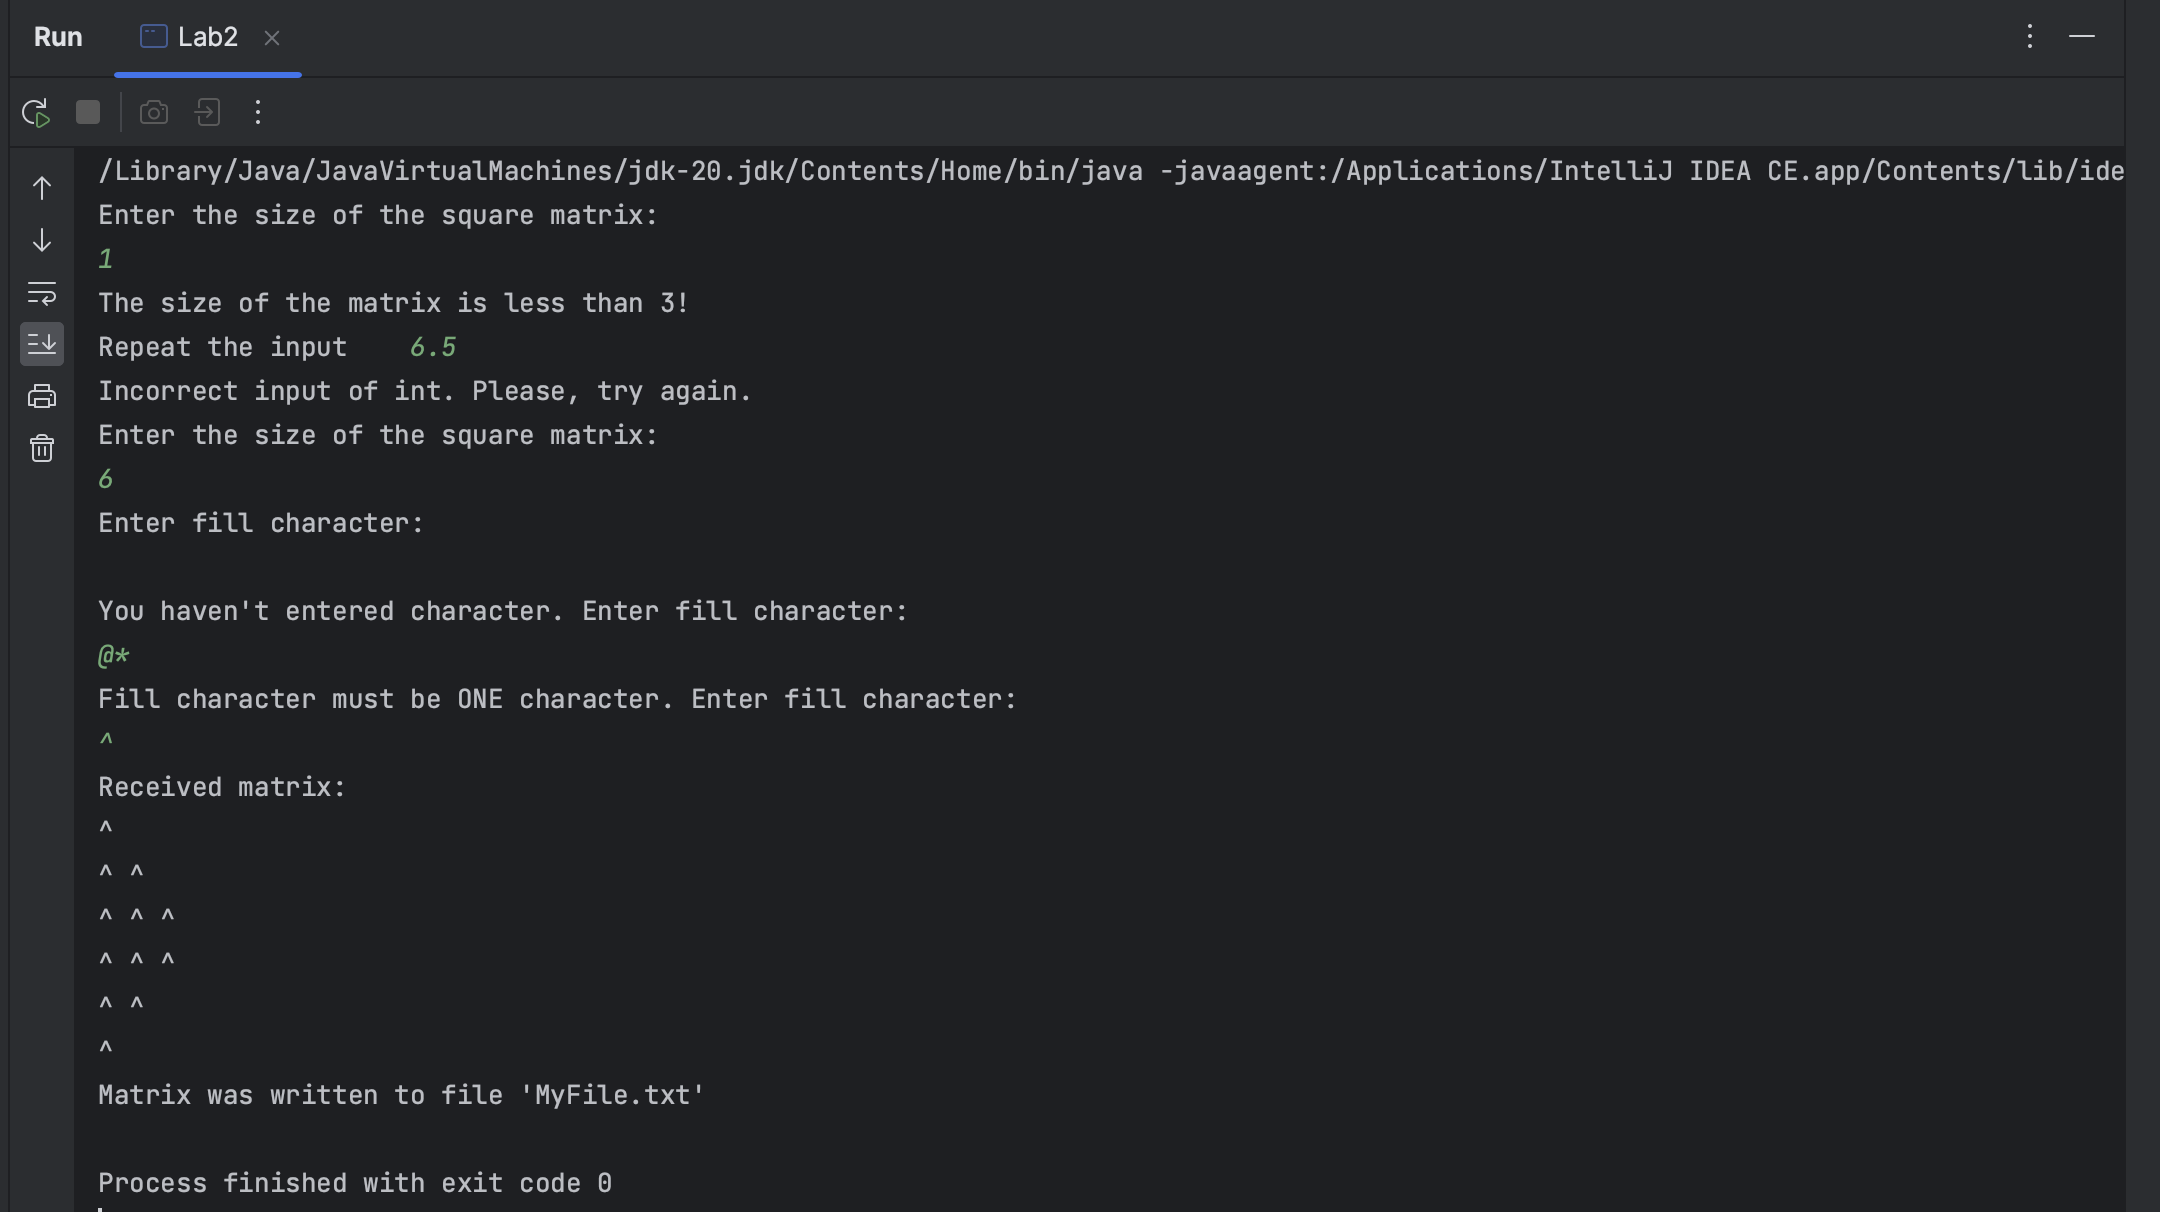 Run Lab2
/Library/Java/JavaVirtualMachines/jdk-20.jdk/Contents/Home/bin/java -javaagent:/Applications/IntelliJ IDEA CE.app/Contents/lib/ide
Enter the size of the square matrix:
1
The size of the matrix is less than 3!
Repeat the input    6.5
Incorrect input of int. Please, try again.
Enter the size of the square matrix:
6
Enter fill character:

You haven't entered character. Enter fill character:
@*
Fill character must be ONE character. Enter fill character:
^
Received matrix:
^
^ ^
^ ^ ^
^ ^ ^
^ ^
^
Matrix was written to file 'MyFile.txt'

Process finished with exit code 0